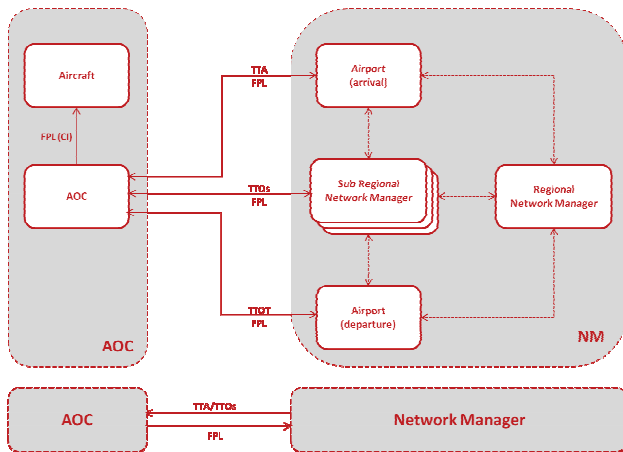 Aircraft
FPL (CI)
AOC
AOC
TTA
FPL
TTOs
FPL
TTOT
FPL
Airport
(arrival)
Sub Regional
Network Manager
Regional
Network Manager
Airport
(departure)
NM
AOC
TTA/TTOs
FPL
Network Manager